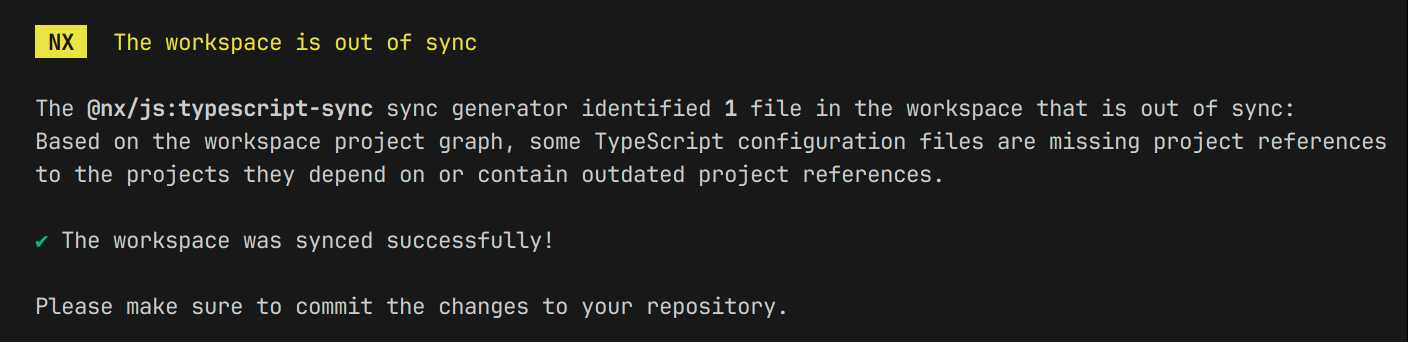 NX The workspace is out of sync
The @nx/js:typescript-sync sync generator identified 1 file in the workspace that is out of sync:
Based on the workspace project graph, some TypeScript configuration files are missing project references
to the projects they depend on or contain outdated project references.
✔ The workspace was synced successfully!
Please make sure to commit the changes to your repository.